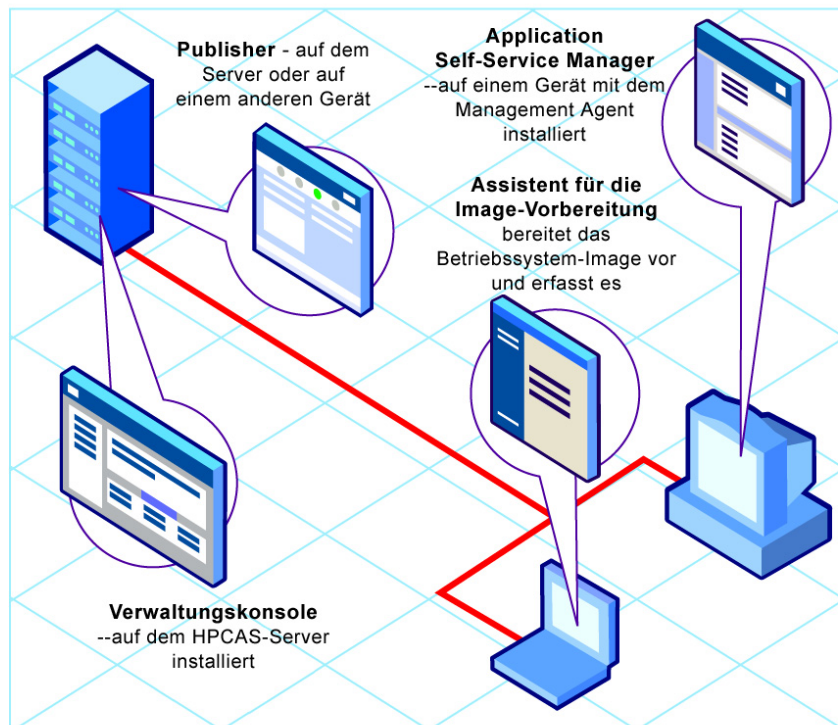 Publisher - auf dem
Server oder auf
einem anderen Gerät
Application
Self-Service Manager
--auf einem Gerät mit dem
Management Agent
installiert
Assistent für die
Image-Vorbereitung
bereitet das
Betriebssystem-Image vor
und erfasst es
Verwaltungskonsole
--auf dem HPCAS-Server
installiert